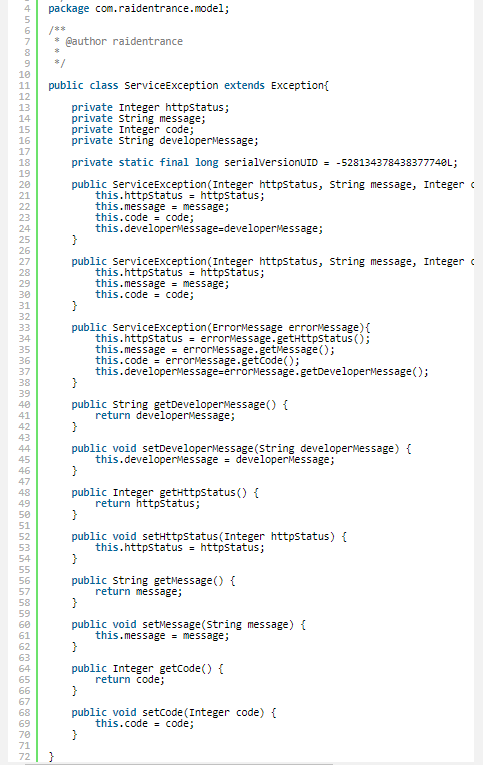 4 package com.raidentrance.model;
5
6 /**
7  * @author raidentrance
8  *
9  */
10
11 public class ServiceException extends Exception{
12
13     private Integer httpStatus;
14     private String message;
15     private Integer code;
16     private String developerMessage;
17
18     private static final long serialVersionUID = -528134378438377740L;
19
20     public ServiceException(Integer httpStatus, String message, Integer c
21         this.httpStatus = httpStatus;
22         this.message = message;
23         this.code = code;
24         this.developerMessage=developerMessage;
25     }
26
27     public ServiceException(Integer httpStatus, String message, Integer c
28         this.httpStatus = httpStatus;
29         this.message = message;
30         this.code = code;
31     }
32
33     public ServiceException(ErrorMessage errorMessage){
34         this.httpStatus = errorMessage.getHttpStatus();
35         this.message = errorMessage.getMessage();
36         this.code = errorMessage.getCode();
37         this.developerMessage=errorMessage.getDeveloperMessage();
38     }
39
40     public String getDeveloperMessage() {
41         return developerMessage;
42     }
43
44     public void setDeveloperMessage(String developerMessage) {
45         this.developerMessage = developerMessage;
46     }
47
48     public Integer getHttpStatus() {
49         return httpStatus;
50     }
51
52     public void setHttpStatus(Integer httpStatus) {
53         this.httpStatus = httpStatus;
54     }
55
56     public String getMessage() {
57         return message;
58     }
59
60     public void setMessage(String message) {
61         this.message = message;
62     }
63
64     public Integer getCode() {
65         return code;
66     }
67
68     public void setCode(Integer code) {
69         this.code = code;
70     }
71
72 }